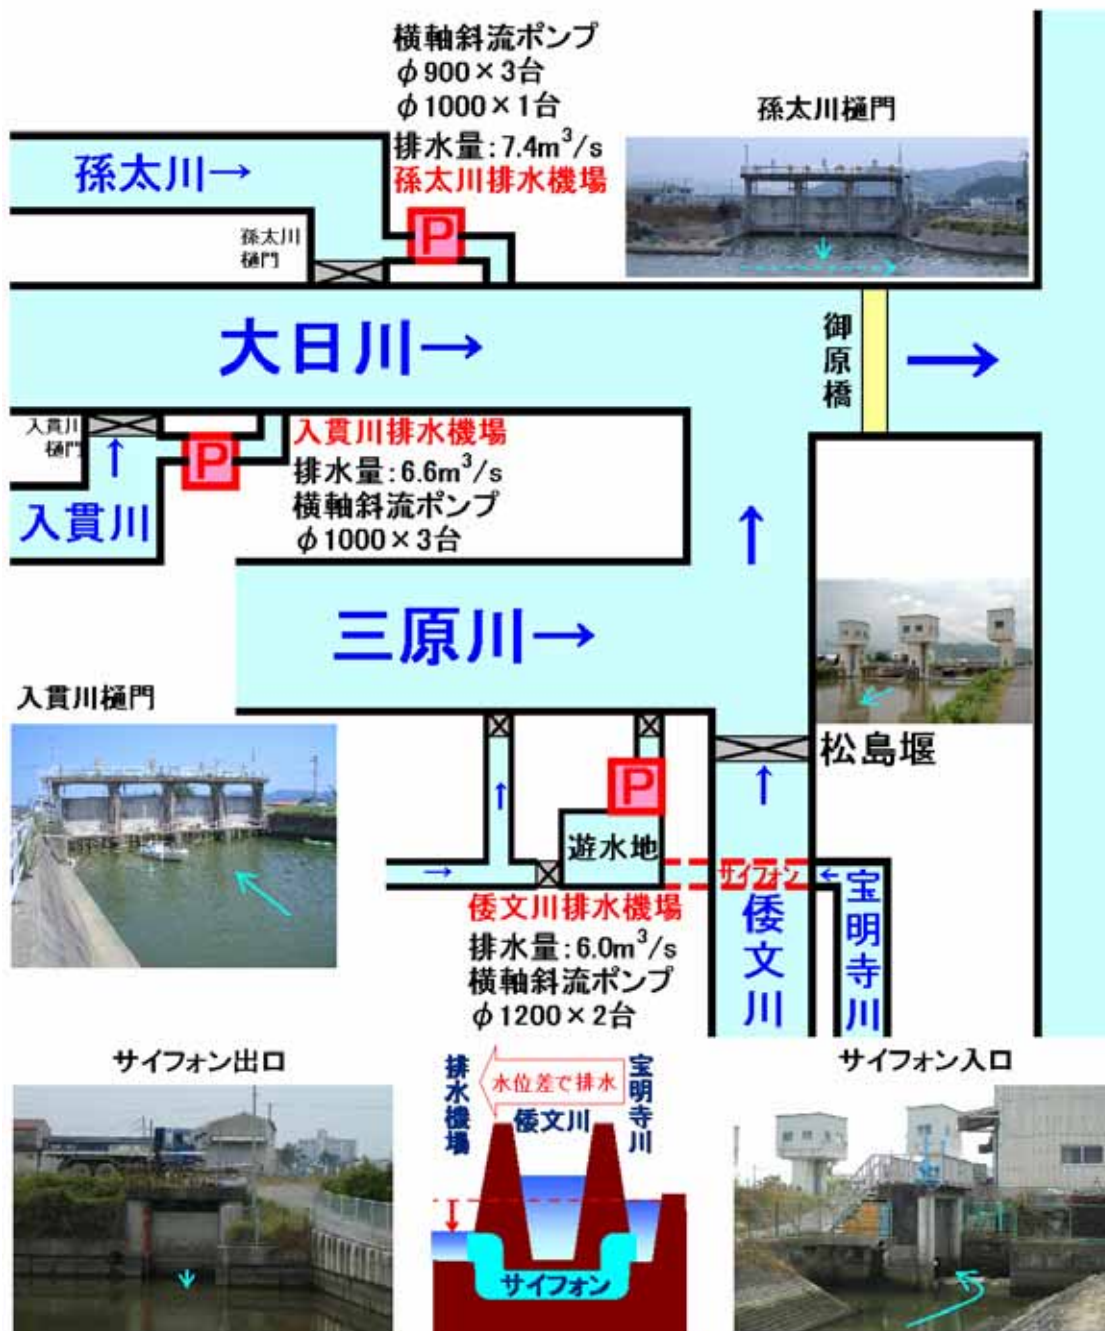 横軸斜流ポンプ
φ900×3台
φ1000×1台
排水量:7.4m³/s
孫太川排水機場
孫太川樋門
孫太川→
孫太川
樋門
P
大日川→
御原橋
→
入貫川
樋門
↑
P
入貫川排水機場
排水量:6.6m³/s
横軸斜流ポンプ
φ1000×3台
入貫川
↑
三原川→
入貫川樋門
松島堰
P
↑
↑
遊水地
→
サイフォン
←
倭文川排水機場
排水量:6.0m³/s
横軸斜流ポンプ
φ1200×2台
倭文川
宝明寺川
サイフォン出口
排水機場
水位差で排水
宝明寺川
倭文川
サイフォン
サイフォン入口